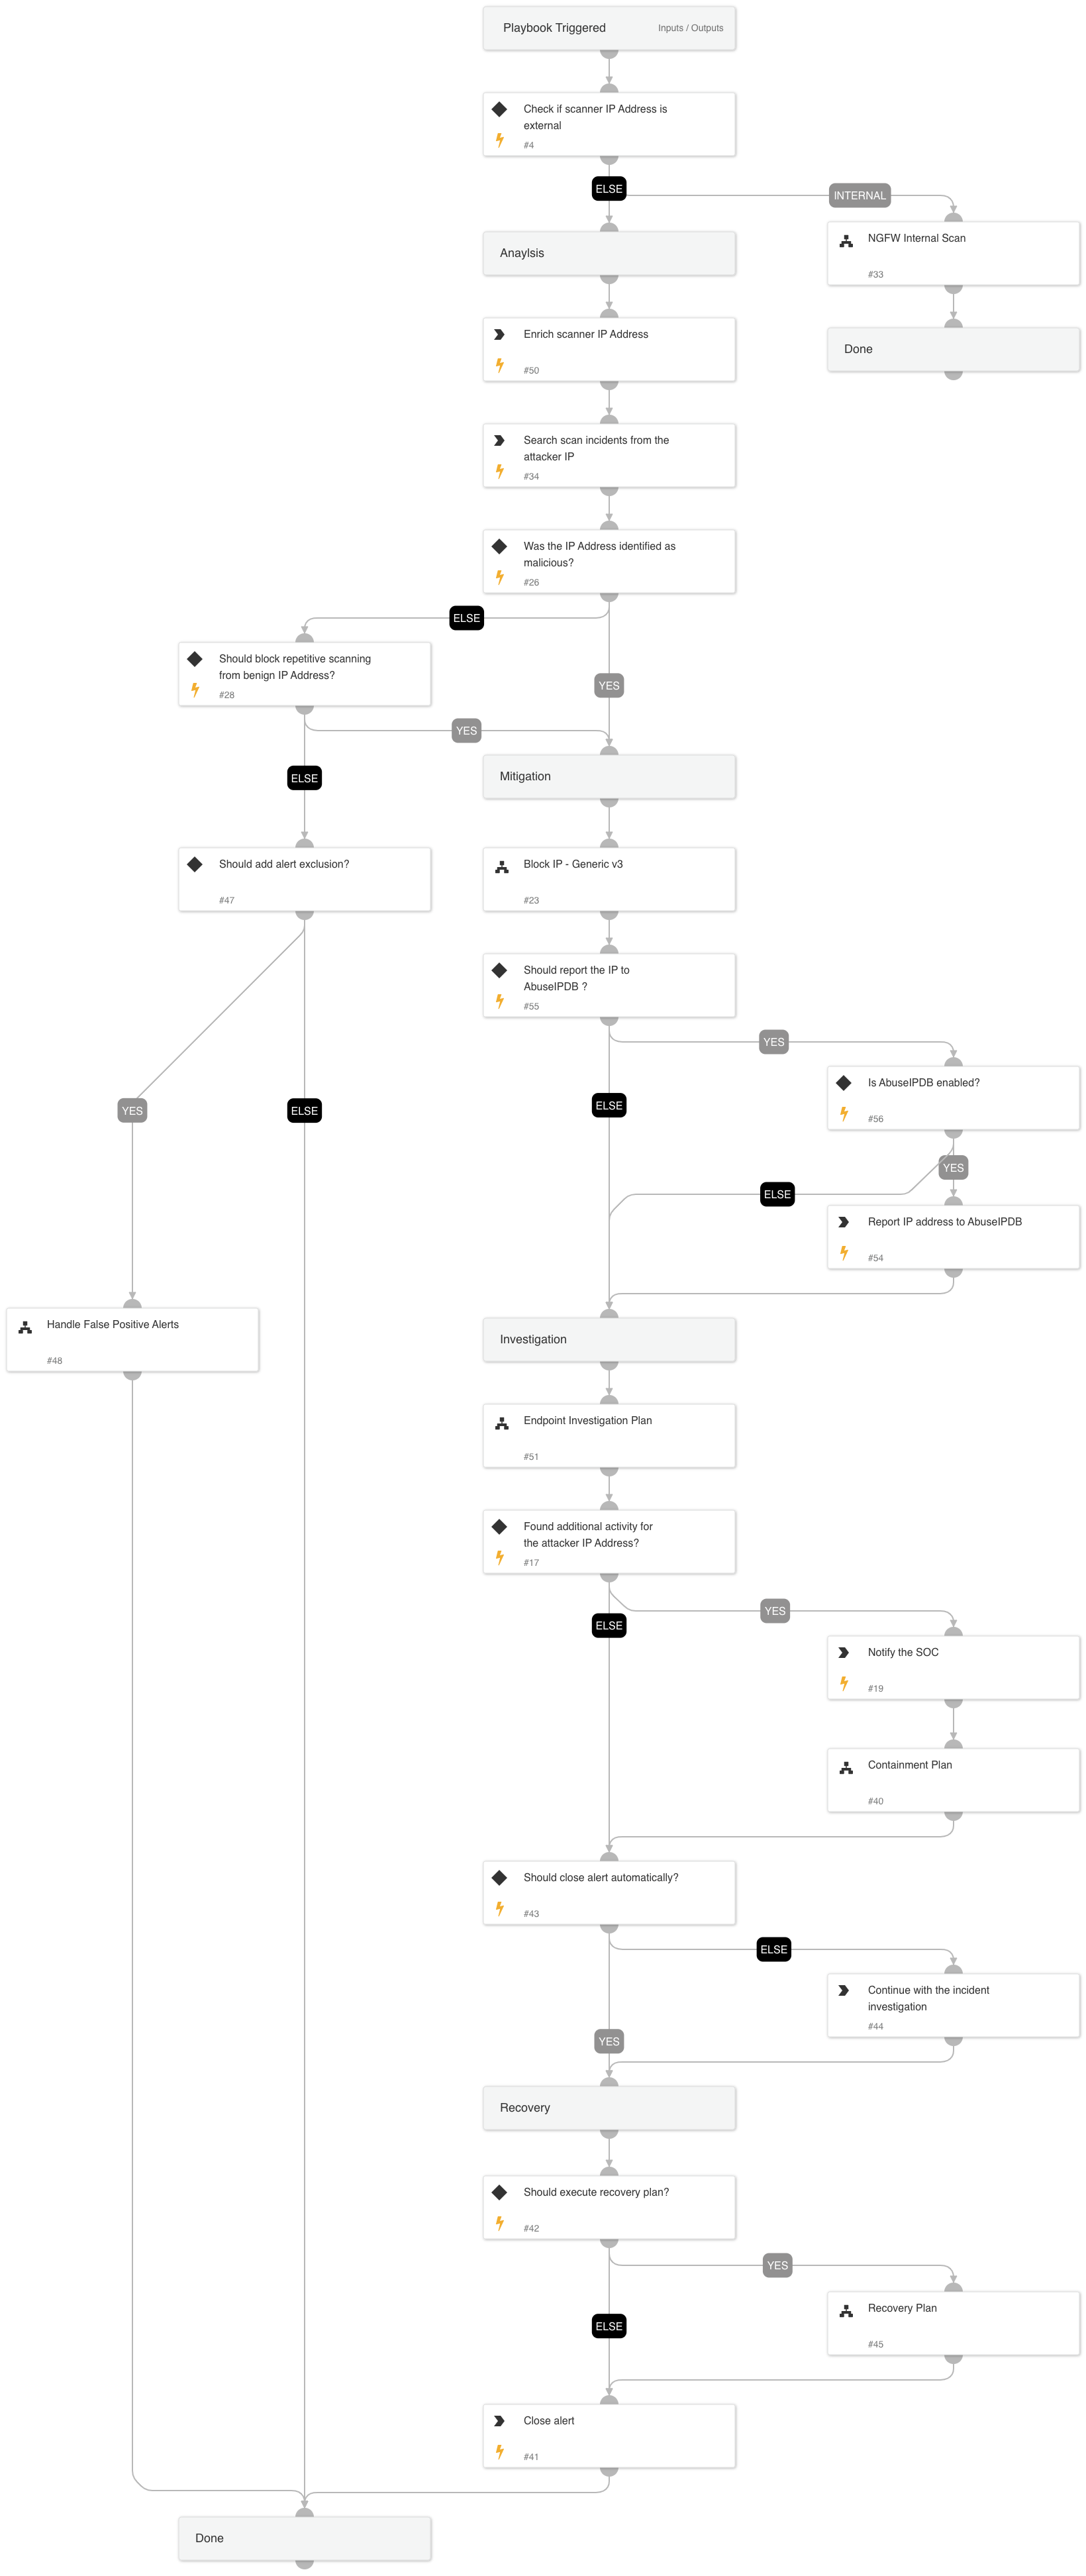 Playbook Triggered
Inputs / Outputs
Check if scanner IP Address is
external
#4
ELSE
INTERNAL
Anaylsis
NGFW Internal Scan
#33
Enrich scanner IP Address
#50
Done
Search scan incidents from the
attacker IP
#34
Was the IP Address identified as
malicious?
#26
ELSE
Should block repetitive scanning
from benign IP Address?
#28
YES
YES
ELSE
Mitigation
Should add alert exclusion?
#47
Block IP - Generic v3
#23
Should report the IP to
AbuseIPDB ?
#55
YES
Is AbuseIPDB enabled?
#56
YES
ELSE
ELSE
YES
ELSE
Report IP address to AbuseIPDB
#54
Handle False Positive Alerts
#48
Investigation
Endpoint Investigation Plan
#51
Found additional activity for
the attacker IP Address?
#17
YES
ELSE
Notify the SOC
#19
Containment Plan
#40
Should close alert automatically?
#43
ELSE
Continue with the incident
investigation
#44
YES
Recovery
Should execute recovery plan?
#42
YES
Recovery Plan
#45
ELSE
Close alert
#41
Done